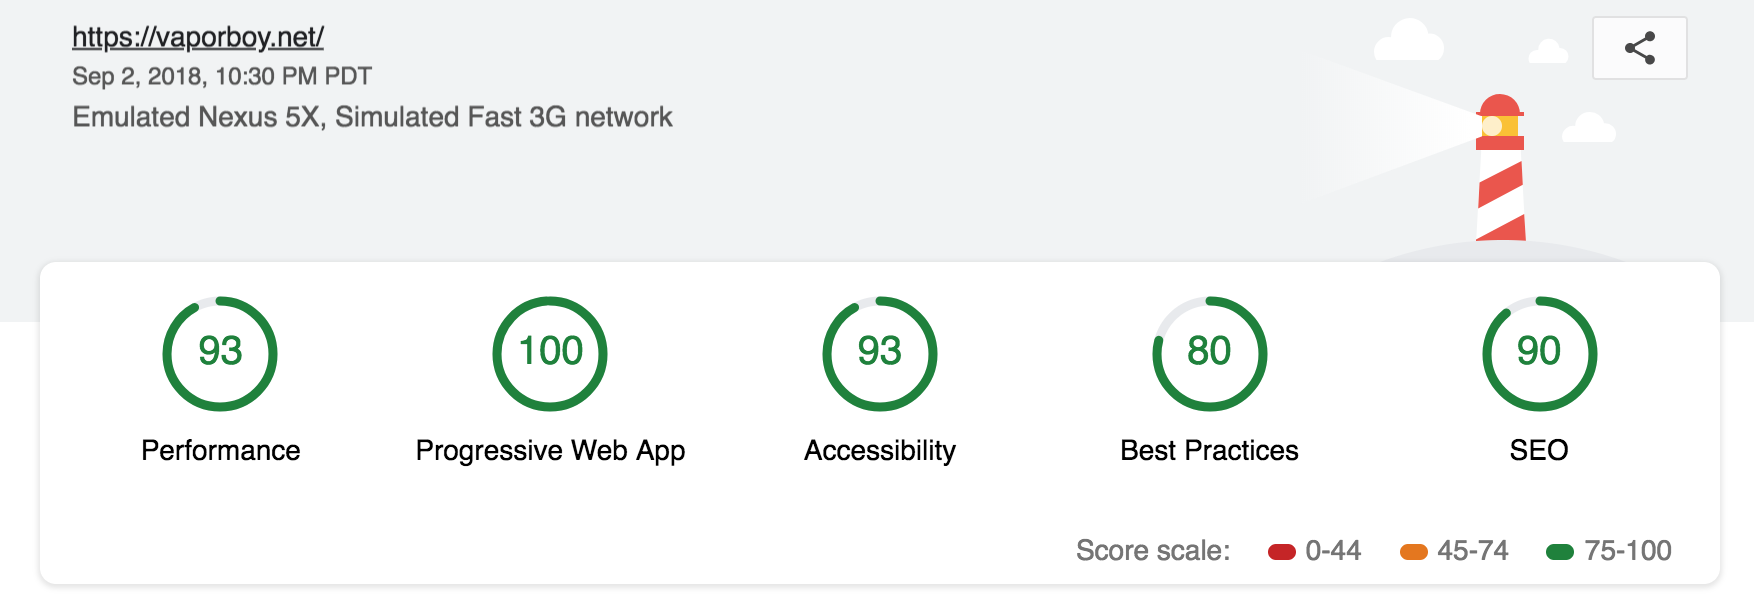 https://vaporboy.net/
Sep 2, 2018, 10:30 PM PDT
Emulated Nexus 5X, Simulated Fast 3G network
93 100 93 80 90
Performance Progressive Web App Accessibility Best Practices SEO
Score scale: 0-44 45-74 75-100